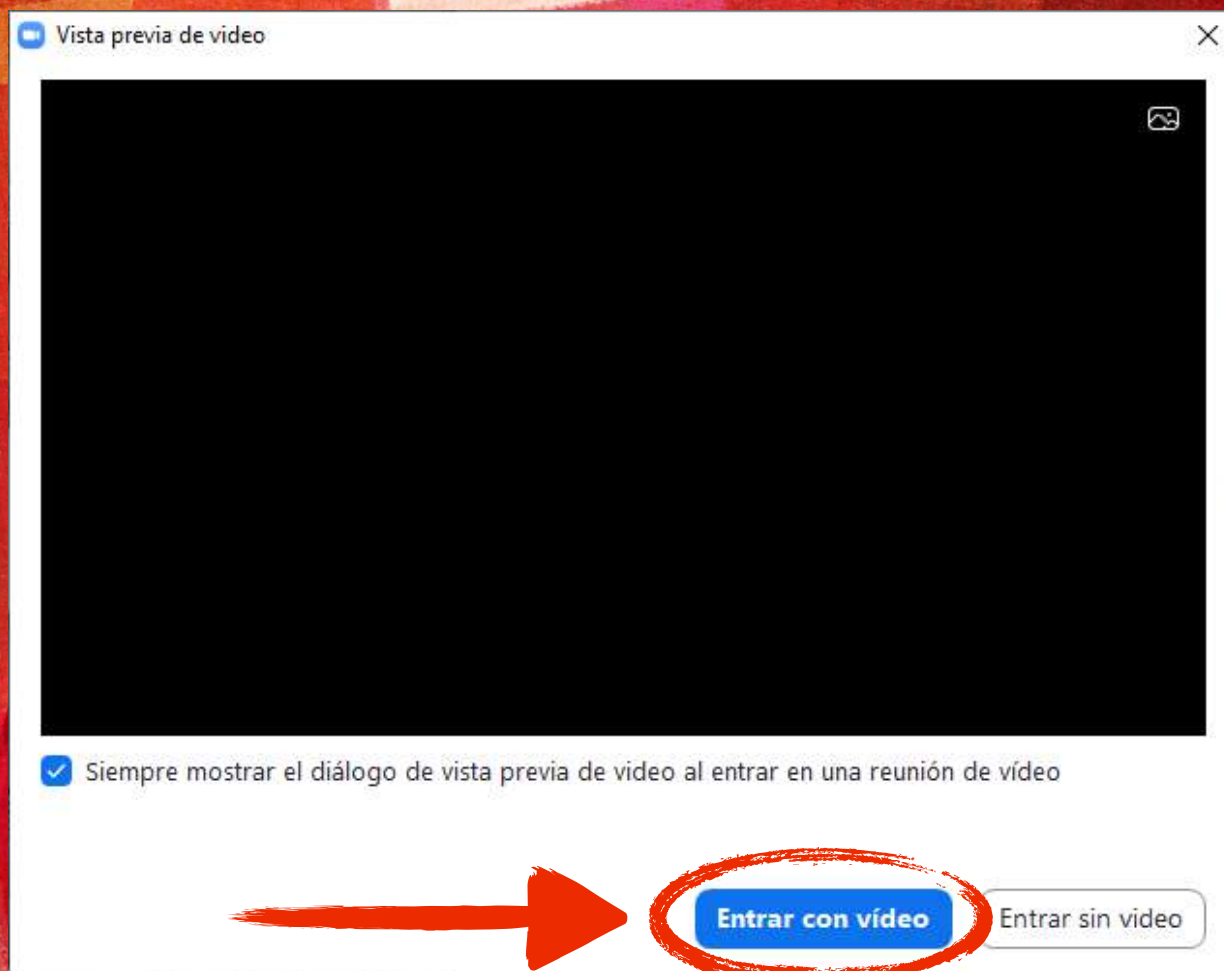 Vista previa de video
Siempre mostrar el diálogo de vista previa de video al entrar en una reunión de vídeo
Entrar con vídeo
Entrar sin video